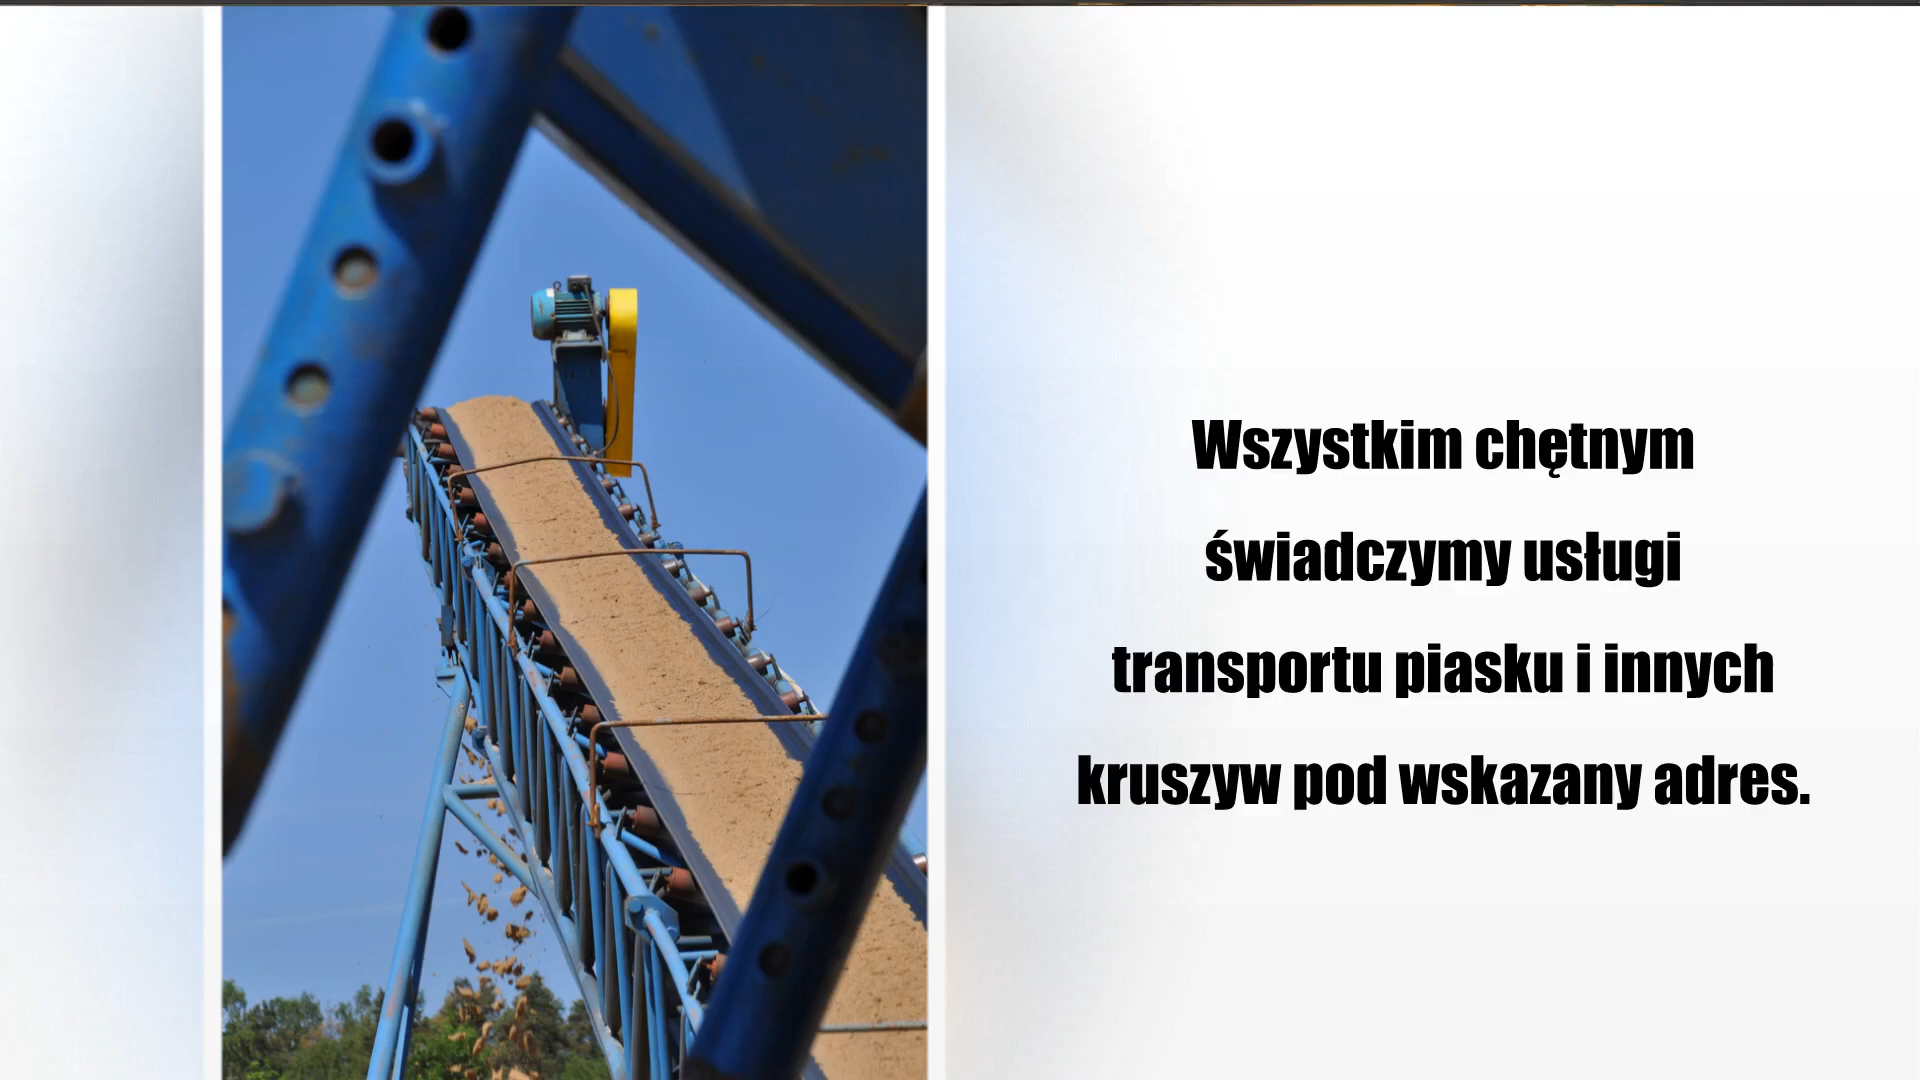 Wszystkim chętnym
świadczymy usługi
transportu piasku i innych
kruszyw pod wskazany adres.